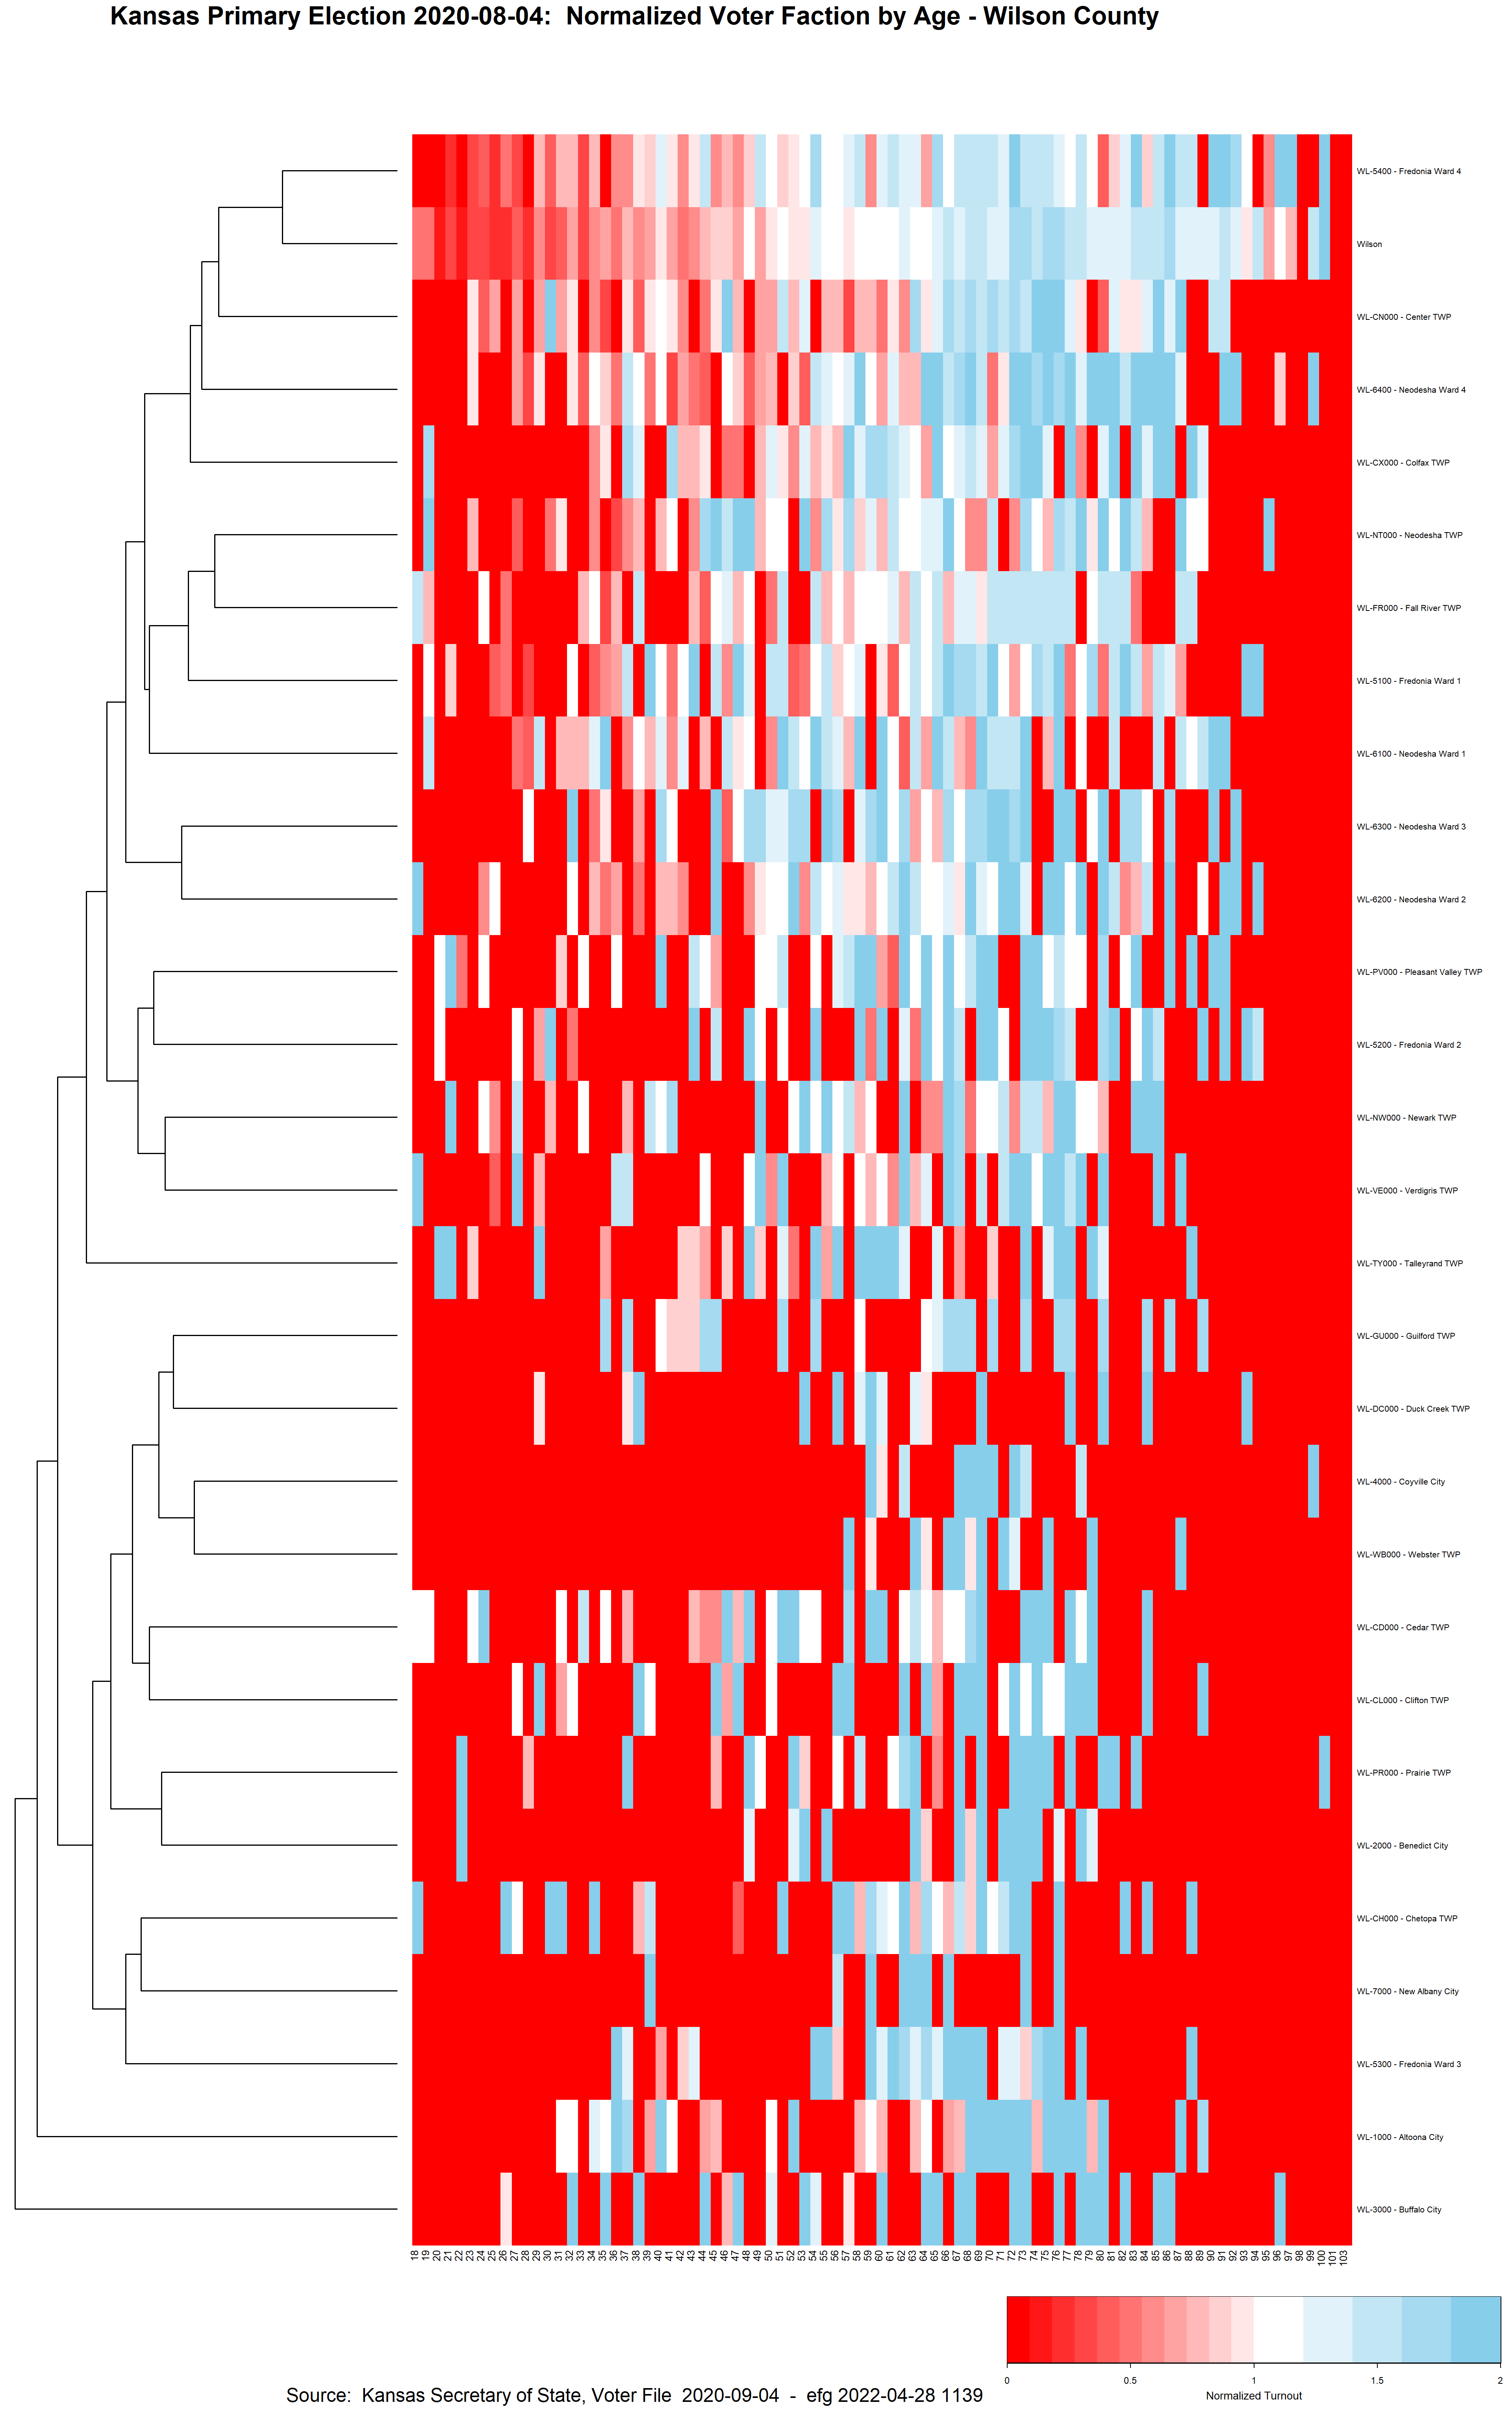 Kansas Primary Election 2020-08-04:  Normalized Voter Faction by Age - Wilson County
WL-5400 - Fredonia Ward 4
Wilson
WL-CN000 - Center TWP
WL-6400 - Neodesha Ward 4
WL-CX000 - Colfax TWP
WL-NT000 - Neodesha TWP
WL-FR000 - Fall River TWP
WL-5100 - Fredonia Ward 1
WL-6100 - Neodesha Ward 1
WL-6300 - Neodesha Ward 3
WL-6200 - Neodesha Ward 2
WL-PV000 - Pleasant Valley TWP
WL-5200 - Fredonia Ward 2
WL-NW000 - Newark TWP
WL-VE000 - Verdigris TWP
WL-TY000 - Talleyrand TWP
WL-GU000 - Guilford TWP
WL-DC000 - Duck Creek TWP
WL-4000 - Coyville City
WL-WB000 - Webster TWP
WL-CD000 - Cedar TWP
WL-CL000 - Clifton TWP
WL-PR000 - Prairie TWP
WL-2000 - Benedict City
WL-CH000 - Chetopa TWP
WL-7000 - New Albany City
WL-5300 - Fredonia Ward 3
WL-1000 - Altoona City
WL-3000 - Buffalo City
18 19 20 21 22 23 24 25 26 27 28 29 30 31 32 33 34 35 36 37 38 39 40 41 42 43 44 45 46 47 48 49 50 51 52 53 54 55 56 57 58 59 60 61 62 63 64 65 66 67 68 69 70 71 72 73 74 75 76 77 78 79 80 81 82 83 84 85 86 87 88 89 90 91 92 93 94 95 96 97 98 99 100 101 103
0 0.5 1 1.5 2
Normalized Turnout
Source:  Kansas Secretary of State, Voter File  2020-09-04  -  efg 2022-04-28 1139